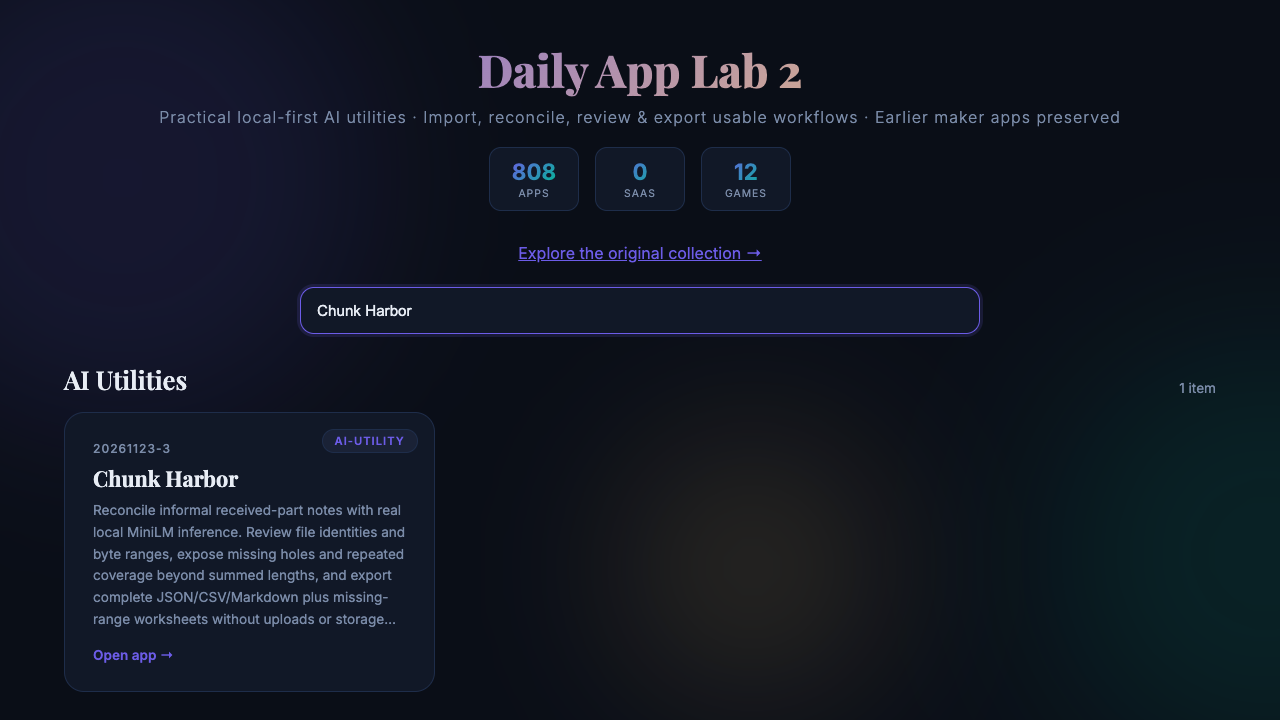 Daily App Lab 2
Practical local-first AI utilities · Import, reconcile, review & export usable workflows · Earlier maker apps preserved
808
APPS
0
SAAS
12
GAMES
Explore the original collection →
Chunk Harbor
AI Utilities
1 item
20261123-3
AI-UTILITY
Chunk Harbor
Reconcile informal received-part notes with real
local MiniLM inference. Review file identities and
byte ranges, expose missing holes and repeated
coverage beyond summed lengths, and export
complete JSON/CSV/Markdown plus missing-
range worksheets without uploads or storage...
Open app →